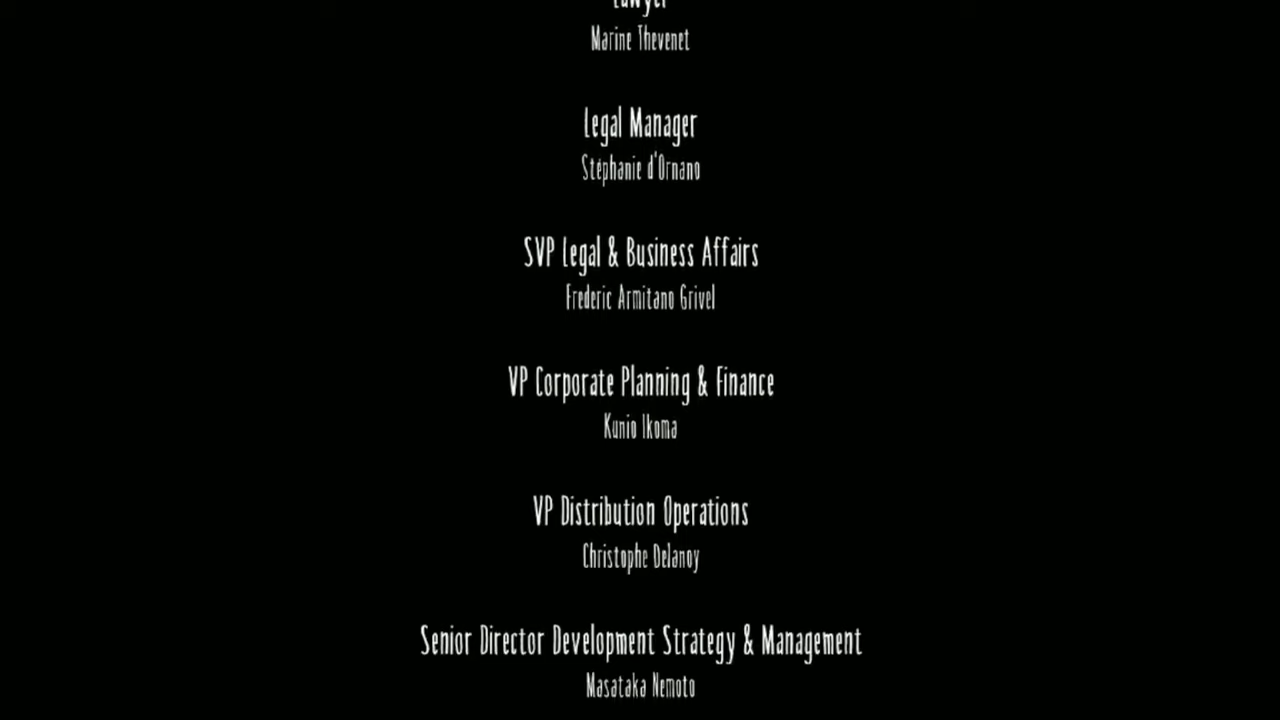 Lawyer
Marine Thevenet
Legal Manager
Stéphanie d'Ornano
SVP Legal & Business Affairs
Frederic Armitano Grivel
VP Corporate Planning & Finance
Kunio Ikoma
VP Distribution Operations
Christophe Delanoy
Senior Director Development Strategy & Management
Masataka Nemoto